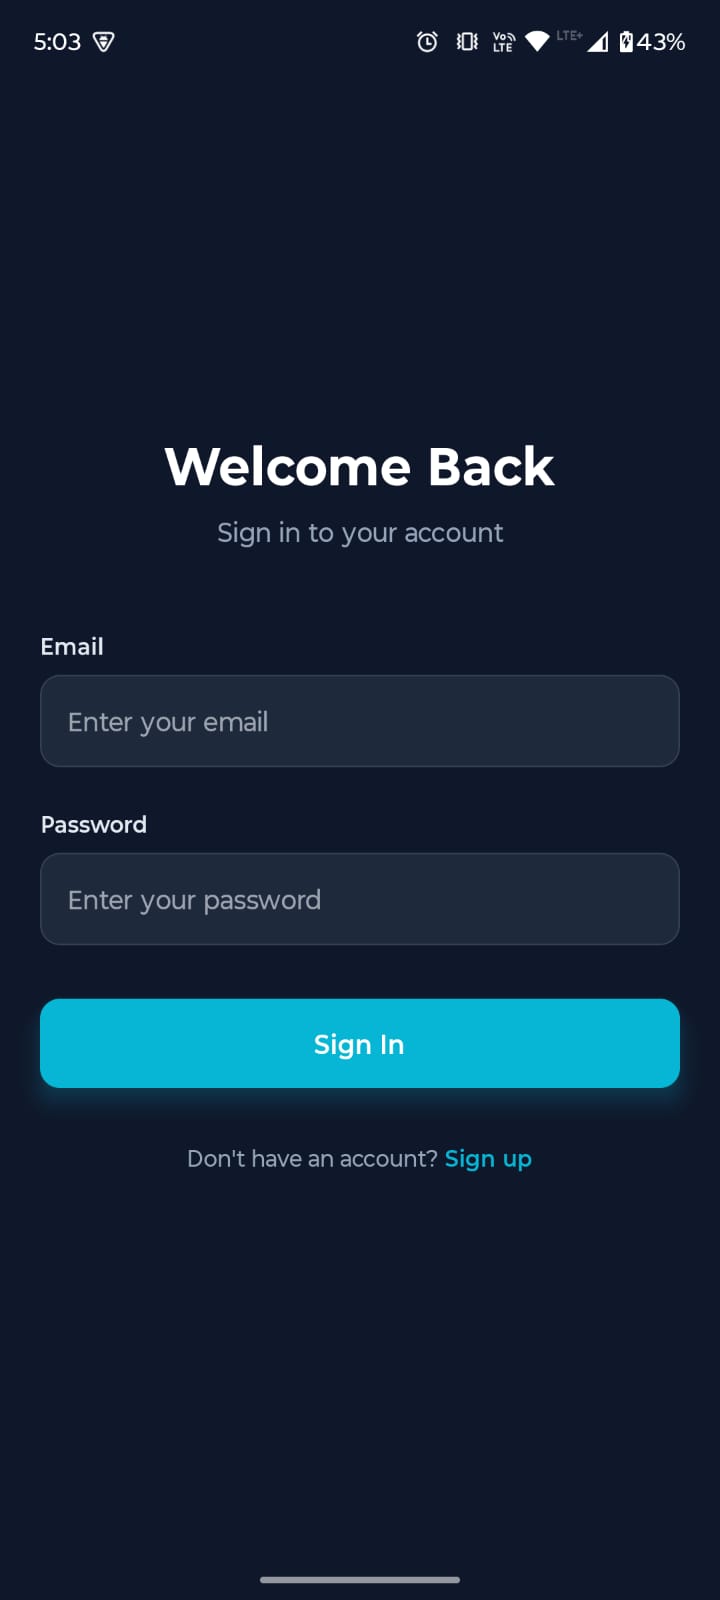 5:03 Vo LTE LTE+ 43%
Welcome Back
Sign in to your account
Email
Enter your email
Password
Enter your password
Sign In
Don't have an account? Sign up